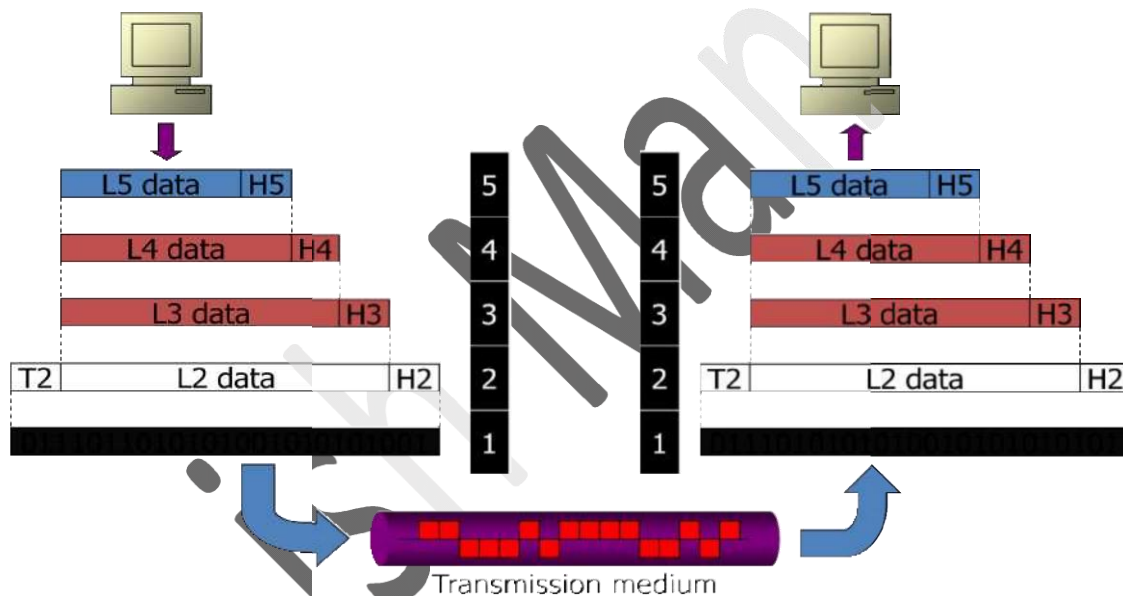 L5 data H5 5 5 L5 data H5
L4 data H4 4 4 L4 data H4
L3 data H3 3 3 L3 data H3
T2 L2 data H2 2 2 T2 L2 data H2
1 1
Transmission medium